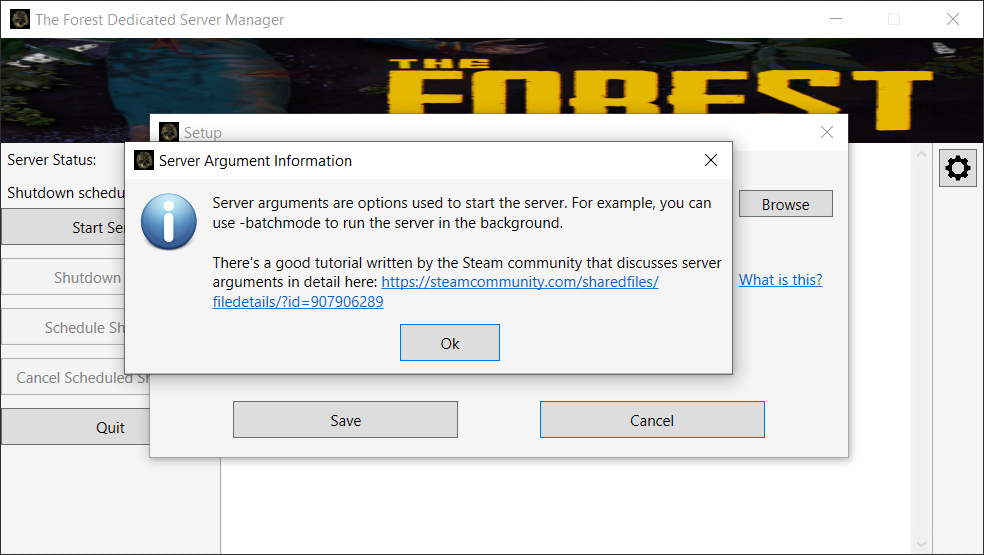 The Forest Dedicated Server Manager
THE
FOREST
Setup
Server Status:
Server Argument Information
Shutdown
Server arguments are options used to start the server. For example, you can
use -batchmode to run the server in the background.
Browse
Start
There's a good tutorial written by the Steam community that discusses server
arguments in detail here: https://steamcommunity.com/sharedfiles/
filedetails/?id=907906289
What is this?
Shutdown
Schedule
Ok
Cancel Scheduled
Save
Cancel
Quit